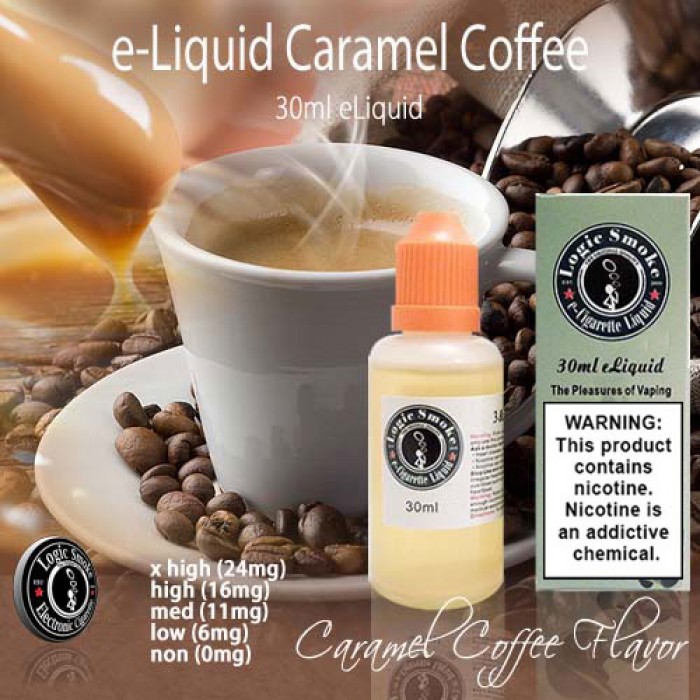 e-Liquid Caramel Coffee
30ml eLiquid
Logic Smoke
e-Cigarette Liquid
30ml eLiquid
The Pleasures of Vaping
WARNING:
This product
contains
nicotine.
Nicotine is
an addictive
chemical.
Logic Smoke
e-Cigarette Liquid
30ml
Logic Smoke
Electronic Cigarette
x high (24mg)
high (16mg)
med (11mg)
low (6mg)
non (0mg)
Caramel Coffee Flavor